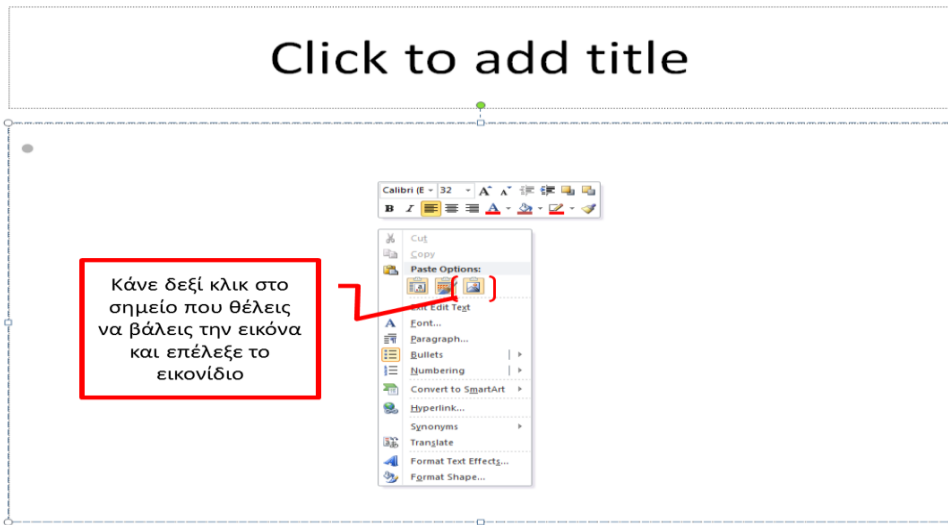 Click to add title
Calibri (E 32
Cut
Copy
Paste Options:
Κάνε δεξί κλικ στο
σημείο που θέλεις
να βάλεις την εικόνα
και επέλεξε το
εικονίδιο
Exit Edit Text
Font...
Paragraph...
Bullets
Numbering
Convert to SmartArt
Hyperlink...
Synonyms
Translate
Format Text Effects...
Format Shape...